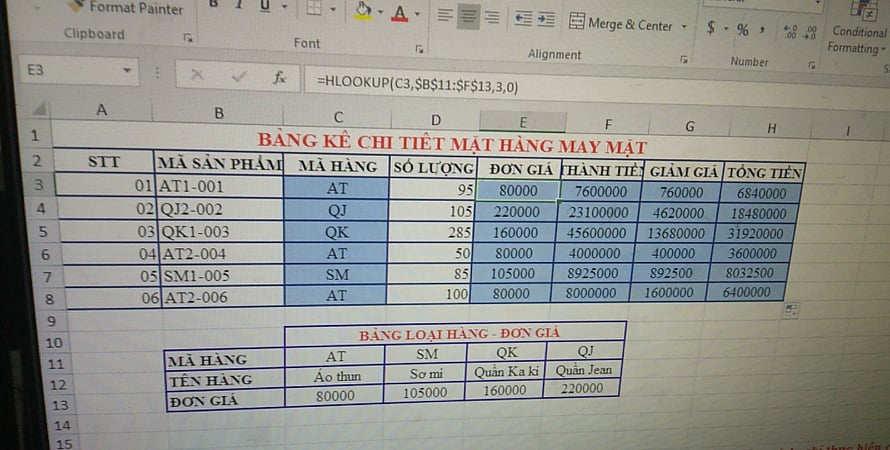 Format Painter
B I U A Merge & Center $ % , Conditional
Clipboard Font Alignment Number Formatting
E3 fx =HLOOKUP(C3,$B$11:$F$13,3,0)
A B C D E F G H I
1 BẢNG KÊ CHI TIẾT MẶT HÀNG MAY MẶT
2 STT MÃ SẢN PHẨM MÃ HÀNG SỐ LƯỢNG ĐƠN GIÁ THÀNH TIỀN GIẢM GIÁ TỔNG TIỀN
3 01 AT1-001 AT 95 80000 7600000 760000 6840000
4 02 QJ2-002 QJ 105 220000 23100000 4620000 18480000
5 03 QK1-003 QK 285 160000 45600000 13680000 31920000
6 04 AT2-004 AT 50 80000 4000000 400000 3600000
7 05 SM1-005 SM 85 105000 8925000 892500 8032500
8 06 AT2-006 AT 100 80000 8000000 1600000 6400000
9
10 BẢNG LOẠI HÀNG - ĐƠN GIÁ
11 MÃ HÀNG AT SM QK QJ
12 TÊN HÀNG Áo thun Sơ mi Quần Ka ki Quần Jean
13 ĐƠN GIÁ 80000 105000 160000 220000
14
15